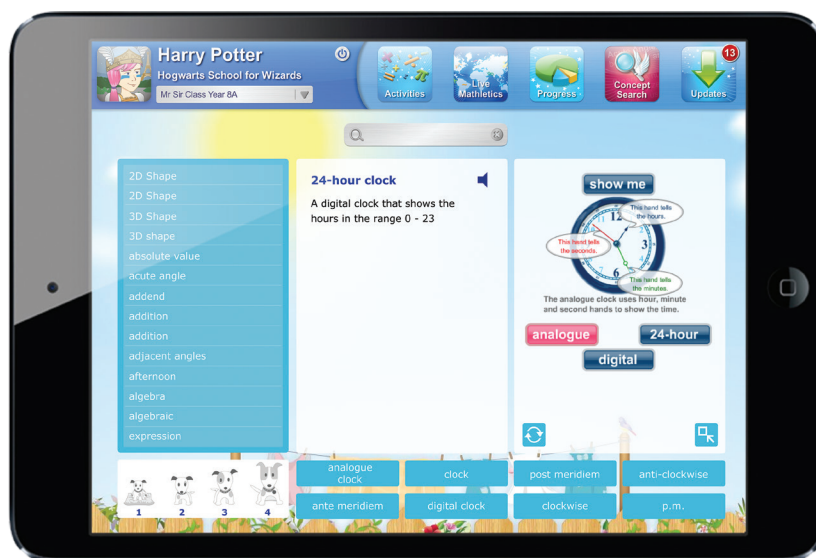 Harry Potter
Hogwarts School for Wizards
Mr Sir Class Year 8A
Activities
Live
Mathletics
Progress
Concept
Search
Updates
13
2D Shape
2D Shape
3D Shape
3D shape
absolute value
acute angle
addend
addition
addition
adjacent angles
afternoon
algebra
algebraic
expression
24-hour clock
A digital clock that shows the
hours in the range 0 - 23
show me
This hand tells
the hours.
12
3
6
This hand tells
the seconds.
This hand tells
the minutes.
The analogue clock uses hour, minute
and second hands to show the time.
analogue
24-hour
digital
1
2
3
4
analogue
clock
clock
post meridiem
anti-clockwise
ante meridiem
digital clock
clockwise
p.m.